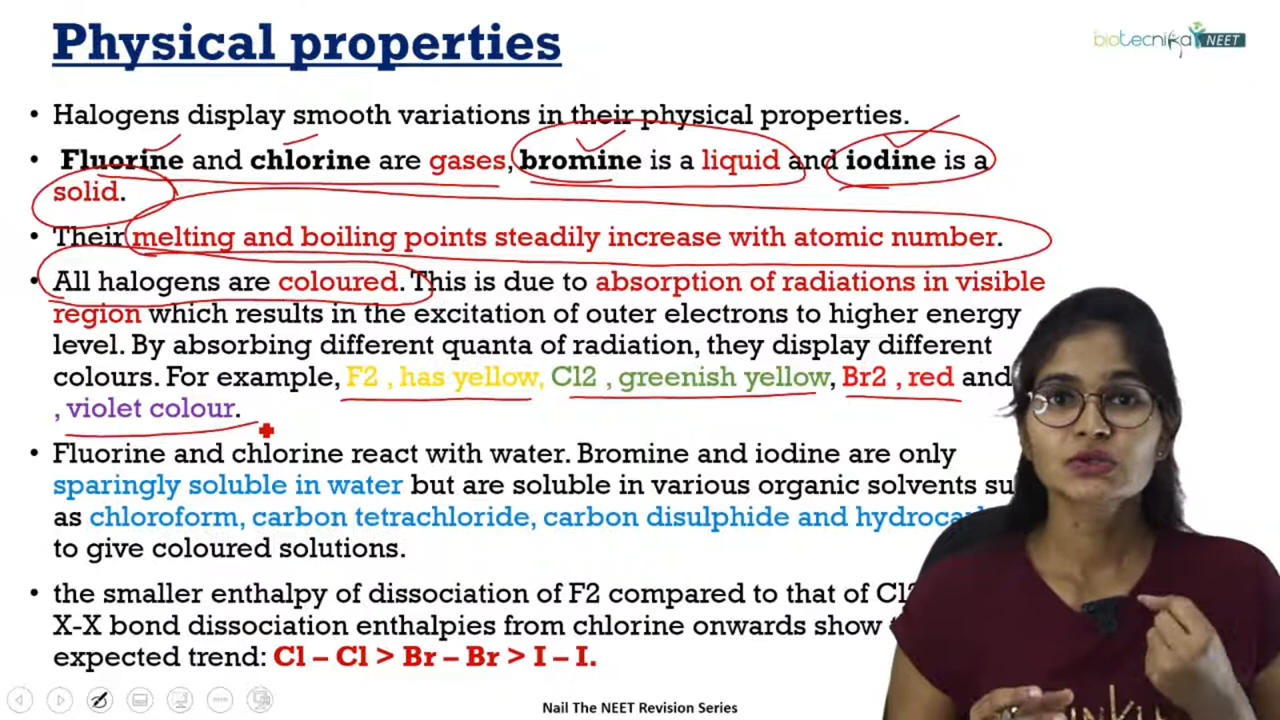 Physical properties
biotecnika NEET
• Halogens display smooth variations in their physical properties.
• Fluorine and chlorine are gases, bromine is a liquid and iodine is a
solid.
• Their melting and boiling points steadily increase with atomic number.
• All halogens are coloured. This is due to absorption of radiations in visible
region which results in the excitation of outer electrons to higher energy
level. By absorbing different quanta of radiation, they display different
colours. For example, F2 , has yellow, Cl2 , greenish yellow, Br2 , red and
, violet colour.
• Fluorine and chlorine react with water. Bromine and iodine are only
sparingly soluble in water but are soluble in various organic solvents
as chloroform, carbon tetrachloride, carbon disulphide and
to give coloured solutions.
• the smaller enthalpy of dissociation of F2 compared to that of
X-X bond dissociation enthalpies from chlorine onwards show
expected trend: Cl – Cl > Br – Br > I – I.
Nail The NEET Revision Series